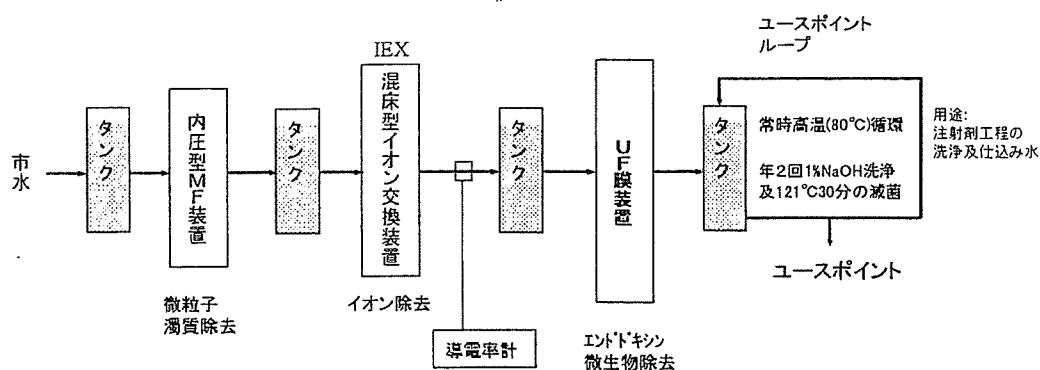 市水
タンク
内圧型MF装置
微粒子
濁質除去
タンク
IEX
混床型イオン交換装置
イオン除去
導電率計
タンク
UF膜装置
エンドトキシン
微生物除去
ユースポイント
ループ
タンク
常時高温(80℃)循環
年2回1%NaOH洗浄
及121℃30分の滅菌
用途:
注射剤工程の
洗浄及仕込み水
ユースポイント